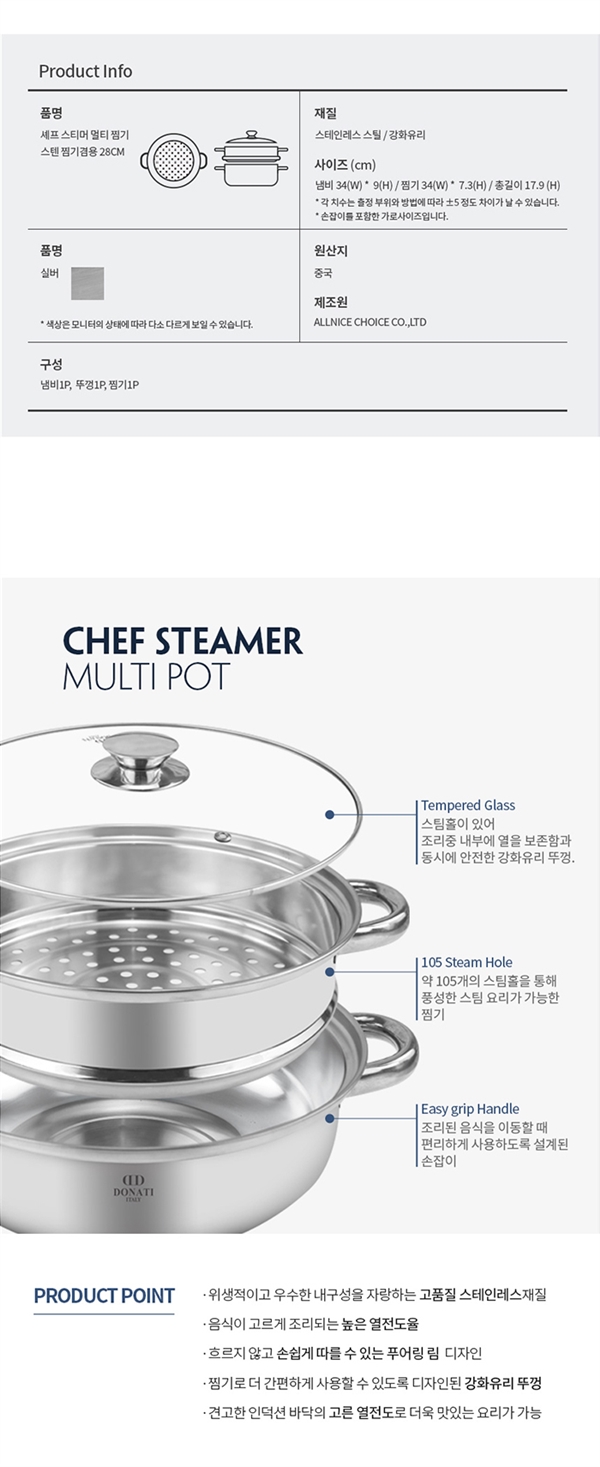 Product Info
품명
셰프 스티머 멀티 찜기
스텐 찜기겸용 28CM
재질
스테인레스 스틸 / 강화유리
사이즈 (cm)
냄비 34(W) * 9(H) / 찜기 34(W) * 7.3(H) / 총길이 17.9 (H)
* 각 치수는 측정 부위와 방법에 따라 ±5 정도 차이가 날 수 있습니다.
* 손잡이를 포함한 가로사이즈입니다.
품명
실버
* 색상은 모니터의 상태에 따라 다소 다르게 보일 수 있습니다.
원산지
중국
제조원
ALLNICE CHOICE CO.,LTD
구성
냄비1P, 뚜껑1P, 찜기1P
CHEF STEAMER
MULTI POT
Tempered Glass
스팀홀이 있어
조리중 내부에 열을 보존함과
동시에 안전한 강화유리 뚜껑.
105 Steam Hole
약 105개의 스팀홀을 통해
풍성한 스팀 요리가 가능한
찜기
Easy grip Handle
조리된 음식을 이동할 때
편리하게 사용하도록 설계된
손잡이
DONATI
ITALY
PRODUCT POINT
· 위생적이고 우수한 내구성을 자랑하는 고품질 스테인레스재질
· 음식이 고르게 조리되는 높은 열전도율
· 흐르지 않고 손쉽게 따를 수 있는 푸어링 림 디자인
· 찜기로 더 간편하게 사용할 수 있도록 디자인된 강화유리 뚜껑
· 견고한 인덕션 바닥의 고른 열전도로 더욱 맛있는 요리가 가능